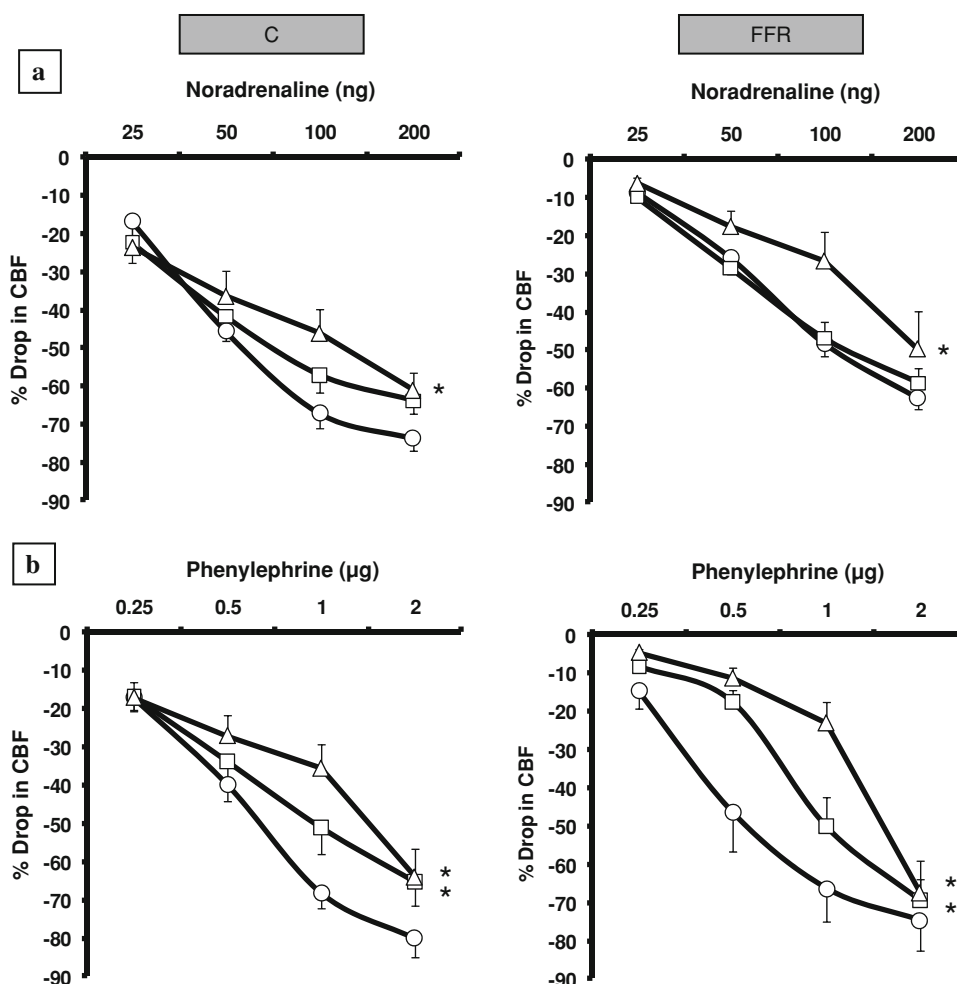 C FFR
a
Noradrenaline (ng) Noradrenaline (ng)
25 50 100 200 25 50 100 200
0 0
-10 -10
-20 -20
-30 -30
-40 -40
-50 -50 *
-60 * -60
-70 -70
-80 -80
-90 -90
% Drop in CBF % Drop in CBF
b
Phenylephrine (µg) Phenylephrine (µg)
0.25 0.5 1 2 0.25 0.5 1 2
0 0
-10 -10
-20 -20
-30 -30
-40 -40
-50 -50
-60 * -60 *
-70 * -70 *
-80 -80
-90 -90
% Drop in CBF % Drop in CBF